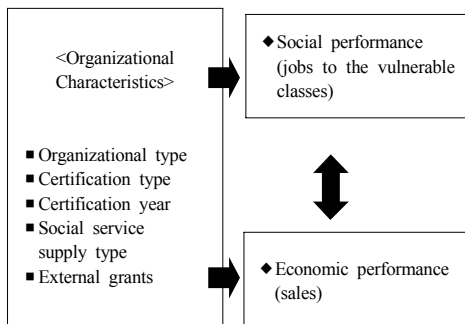 <Organizational
Characteristics>
■ Organizational type
■ Certification type
■ Certification year
■ Social service
supply type
■ External grants
◆ Social performance
(jobs to the vulnerable
classes)
◆ Economic performance
(sales)